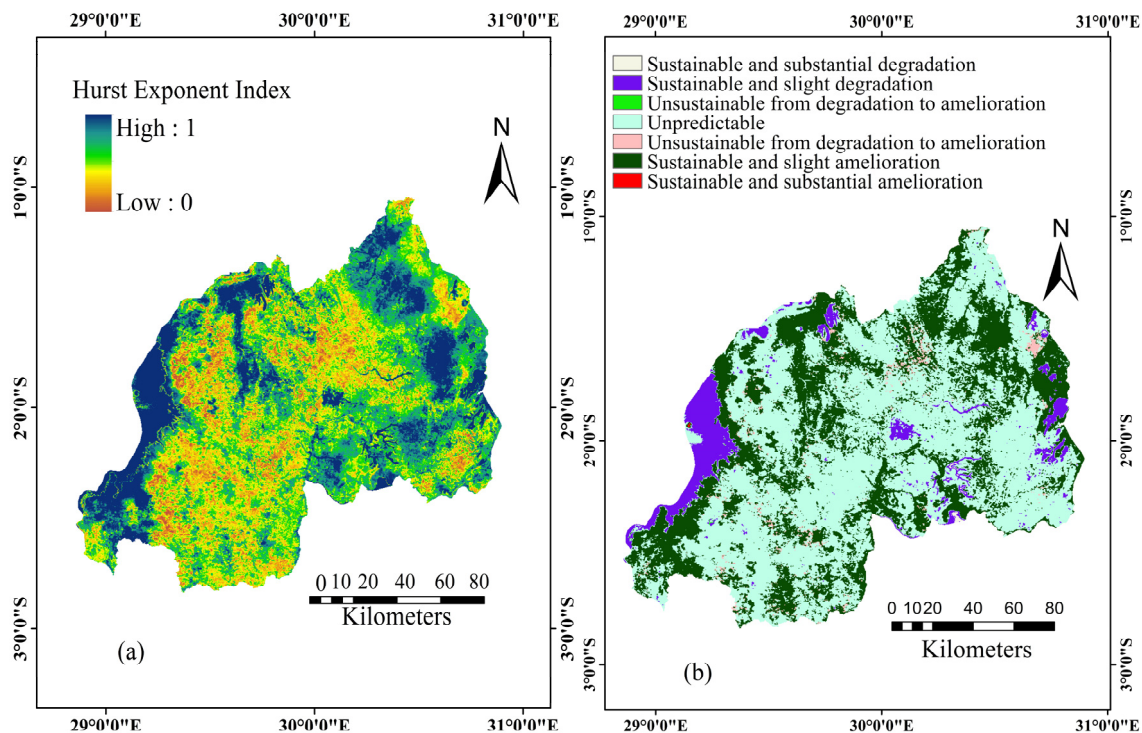 29°0'0"E 30°0'0"E 31°0'0"E
Hurst Exponent Index
High : 1
Low : 0
N
1°0'0"S 1°0'0"S
2°0'0"S 2°0'0"S
3°0'0"S 3°0'0"S
0 10 20 40 60 80
Kilometers
(a)
29°0'0"E 30°0'0"E 31°0'0"E
29°0'0"E 30°0'0"E 31°0'0"E
Sustainable and substantial degradation
Sustainable and slight degradation
Unsustainable from degradation to amelioration
Unpredictable
Unsustainable from degradation to amelioration
Sustainable and slight amelioration
Sustainable and substantial amelioration
N
1°0'0"S 1°0'0"S
2°0'0"S 2°0'0"S
3°0'0"S 3°0'0"S
0 10 20 40 60 80
Kilometers
(b)
29°0'0"E 30°0'0"E 31°0'0"E